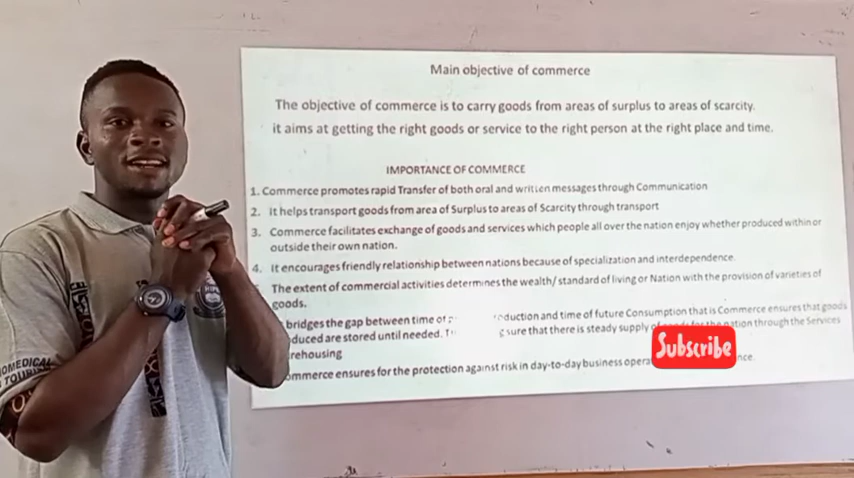 Main objective of commerce
The objective of commerce is to carry goods from areas of surplus to areas of scarcity.
it aims at getting the right goods or service to the right person at the right place and time.
IMPORTANCE OF COMMERCE
1. Commerce promotes rapid Transfer of both oral and written messages through Communication
2. It helps transport goods from area of Surplus to areas of Scarcity through transport
3. Commerce facilitates exchange of goods and services which people all over the nation enjoy whether produced within or
outside their own nation.
4. It encourages friendly relationship between nations because of specialization and interdependence.
The extent of commercial activities determines the wealth/ standard of living or Nation with the provision of varieties of
goods.
bridges the gap between time of and time of future Consumption that is Commerce ensures that goods
are stored until needed. that there is steady supply nation through the Services
Commerce ensures for the protection against risk in day-to-day business
Subscribe
OMEDICAL
TOURI